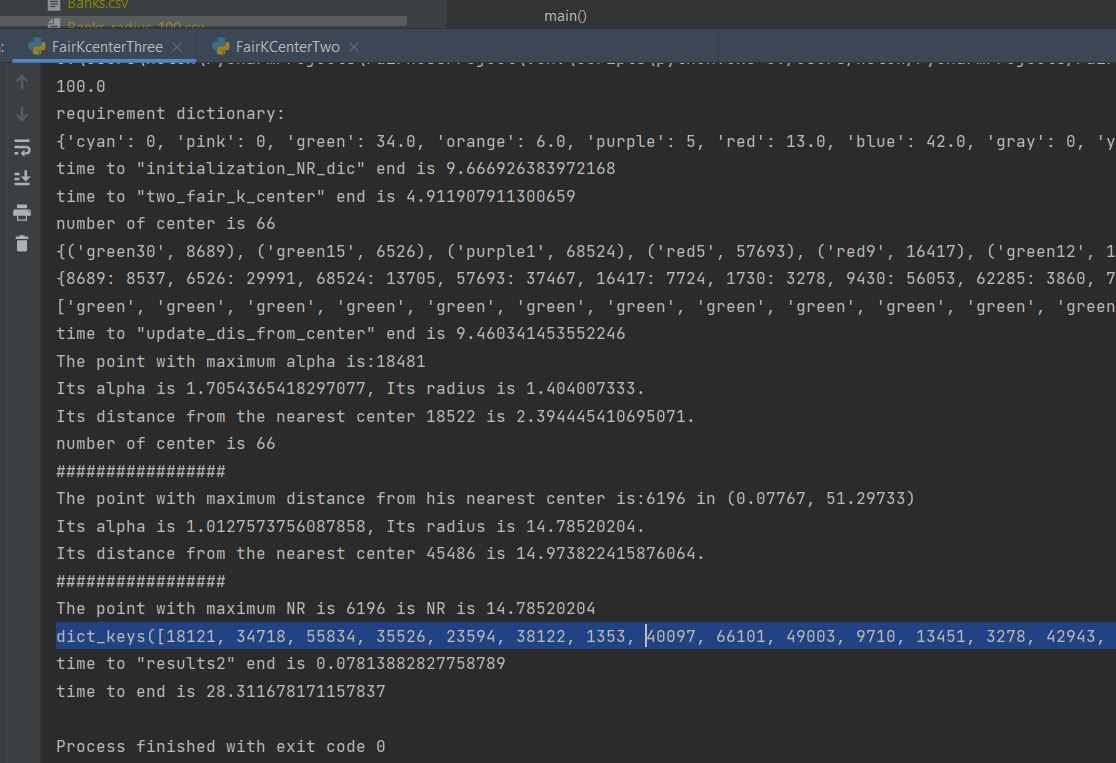 Banks.csv
main()
FairKcenterThree
FairKCenterTwo
100.0
requirement dictionary:
{'cyan': 0, 'pink': 0, 'green': 34.0, 'orange': 6.0, 'purple': 5, 'red': 13.0, 'blue': 42.0, 'gray': 0, 'y
time to "initialization_NR_dic" end is 9.666926383972168
time to "two_fair_k_center" end is 4.911907911300659
number of center is 66
{('green30', 8689), ('green15', 6526), ('purple1', 68524), ('red5', 57693), ('red9', 16417), ('green12', 1
{8689: 8537, 6526: 29991, 68524: 13705, 57693: 37467, 16417: 7724, 1730: 3278, 9430: 56053, 62285: 3860, 7
['green', 'green', 'green', 'green', 'green', 'green', 'green', 'green', 'green', 'green', 'green', 'green
time to "update_dis_from_center" end is 9.460341453552246
The point with maximum alpha is:18481
Its alpha is 1.7054365418297077, Its radius is 1.404007333.
Its distance from the nearest center 18522 is 2.394445410695071.
number of center is 66
#################
The point with maximum distance from his nearest center is:6196 in (0.07767, 51.29733)
Its alpha is 1.0127573756087858, Its radius is 14.78520204.
Its distance from the nearest center 45486 is 14.973822415876064.
#################
The point with maximum NR is 6196 is NR is 14.78520204
dict_keys([18121, 34718, 55834, 35526, 23594, 38122, 1353, 40097, 66101, 49003, 9710, 13451, 3278, 42943,
time to "results2" end is 0.07813882827758789
time to end is 28.311678171157837
Process finished with exit code 0